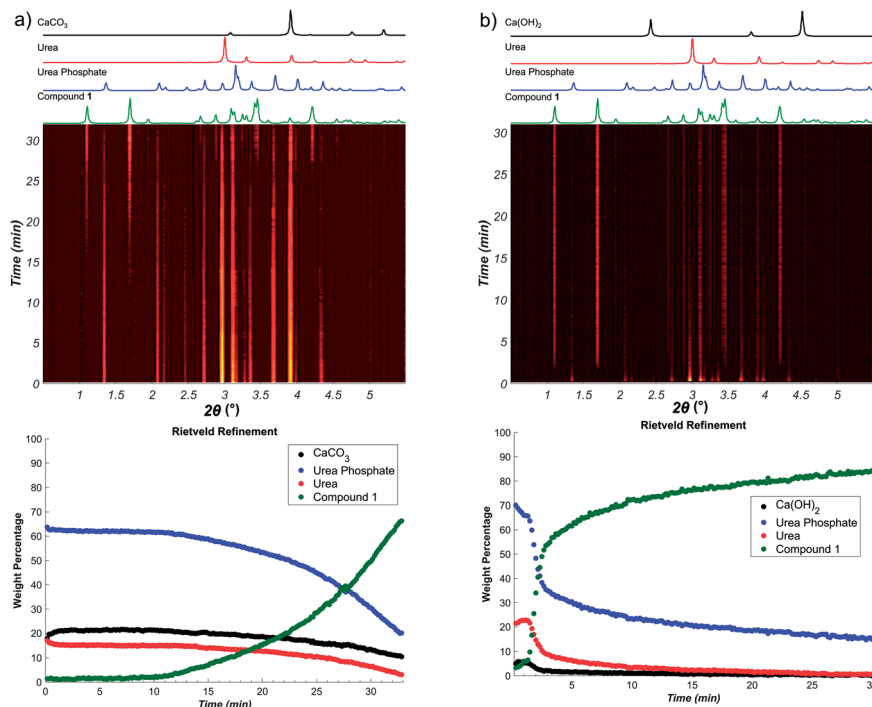 a)
CaCO3
Urea
Urea Phosphate
Compound 1
30
25
20
15
10
5
0
Time (min)
1 1.5 2 2.5 3 3.5 4 4.5 5
2θ (°)
Rietveld Refinement
100
90
80
70
60
50
40
30
20
10
0
Weight Percentage
CaCO3
Urea Phosphate
Urea
Compound 1
0 5 10 15 20 25 30
Time (min)
b)
Ca(OH)2
Urea
Urea Phosphate
Compound 1
30
25
20
15
10
5
0
Time (min)
1 1.5 2 2.5 3 3.5 4 4.5 5
2θ (°)
Rietveld Refinement
100
90
80
70
60
50
40
30
20
10
0
Weight Percentage
Ca(OH)2
Urea Phosphate
Urea
Compound 1
5 10 15 20 25 30
Time (min)